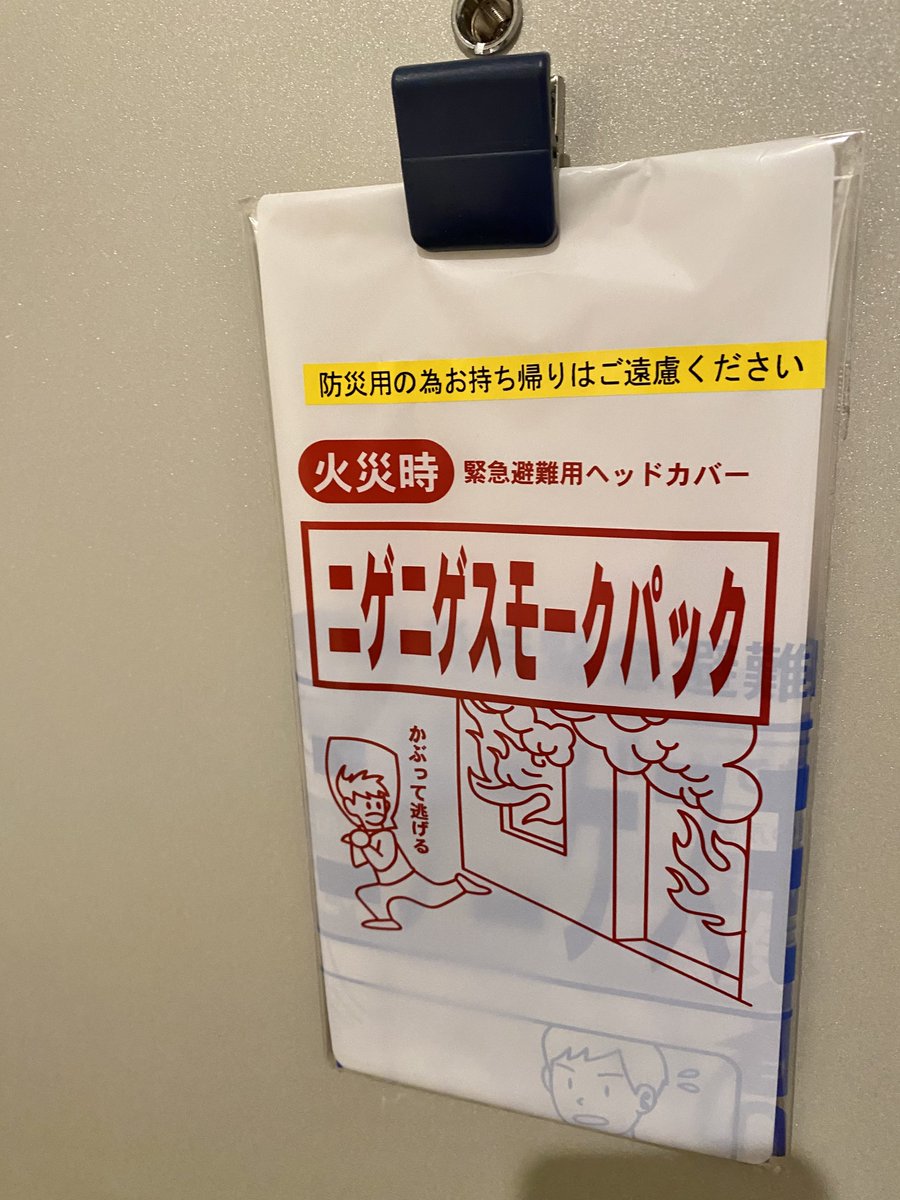 防災用の為お持ち帰りはご遠慮ください
火災時
緊急避難用ヘッドカバー
ニゲニゲスモークパック
かぶって逃げる
避難